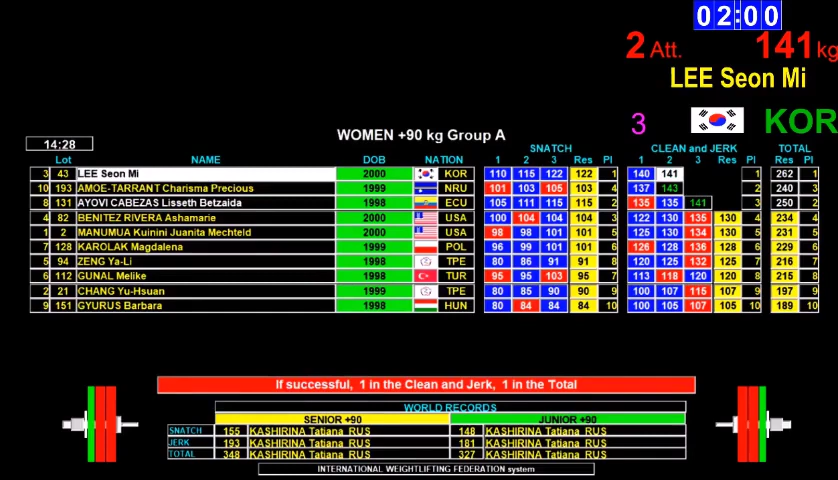 02:00
2 Att. 141kg
LEE Seon Mi
3 KOR
WOMEN +90 kg Group A
14:28
SNATCH CLEAN and JERK TOTAL
Lot NAME DOB NATION 1 2 3 Res Pl 1 2 3 Res Pl Res Pl
3 43 LEE Seon Mi 2000 KOR 110 115 122 122 1 140 141 1 262 1
10 193 AMOE-TARRANT Charisma Precious 1999 NRU 101 103 105 103 4 137 143 2 240 3
8 131 AYOVI CABEZAS Lisseth Betzaida 1998 ECU 105 111 115 115 2 135 135 141 3 250 2
4 82 BENITEZ RIVERA Ashamarie 2000 USA 100 104 104 104 3 122 130 135 130 4 234 4
1 2 MANUMUA Kuinini Juanita Mechteld 2000 USA 98 98 101 101 5 125 130 134 130 5 231 5
7 128 KAROLAK Magdalena 1999 POL 96 99 101 101 6 126 128 136 128 6 229 6
5 94 ZENG Ya-Li 1999 TPE 80 86 91 91 8 120 125 132 125 7 216 7
6 112 GUNAL Melike 1998 TUR 95 95 103 95 7 113 118 120 120 8 215 8
2 21 CHANG Yu-Hsuan 1999 TPE 80 85 90 90 9 100 107 115 107 9 197 9
9 151 GYURUS Barbara 1998 HUN 80 84 84 84 10 100 105 107 105 10 189 10
If successful, 1 in the Clean and Jerk, 1 in the Total
WORLD RECORDS
SENIOR +90 JUNIOR +90
SNATCH 155 KASHIRINA Tatiana RUS 148 KASHIRINA Tatiana RUS
JERK 193 KASHIRINA Tatiana RUS 181 KASHIRINA Tatiana RUS
TOTAL 348 KASHIRINA Tatiana RUS 327 KASHIRINA Tatiana RUS
INTERNATIONAL WEIGHTLIFTING FEDERATION system